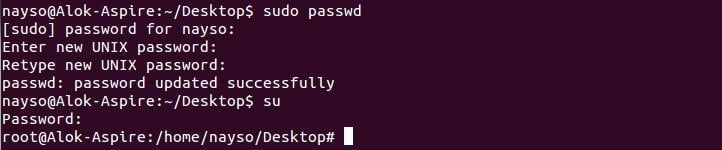 nayso@Alok-Aspire:~/Desktop$ sudo passwd
[sudo] password for nayso:
Enter new UNIX password:
Retype new UNIX password:
passwd: password updated successfully
nayso@Alok-Aspire:~/Desktop$ su
Password:
root@Alok-Aspire:/home/nayso/Desktop#